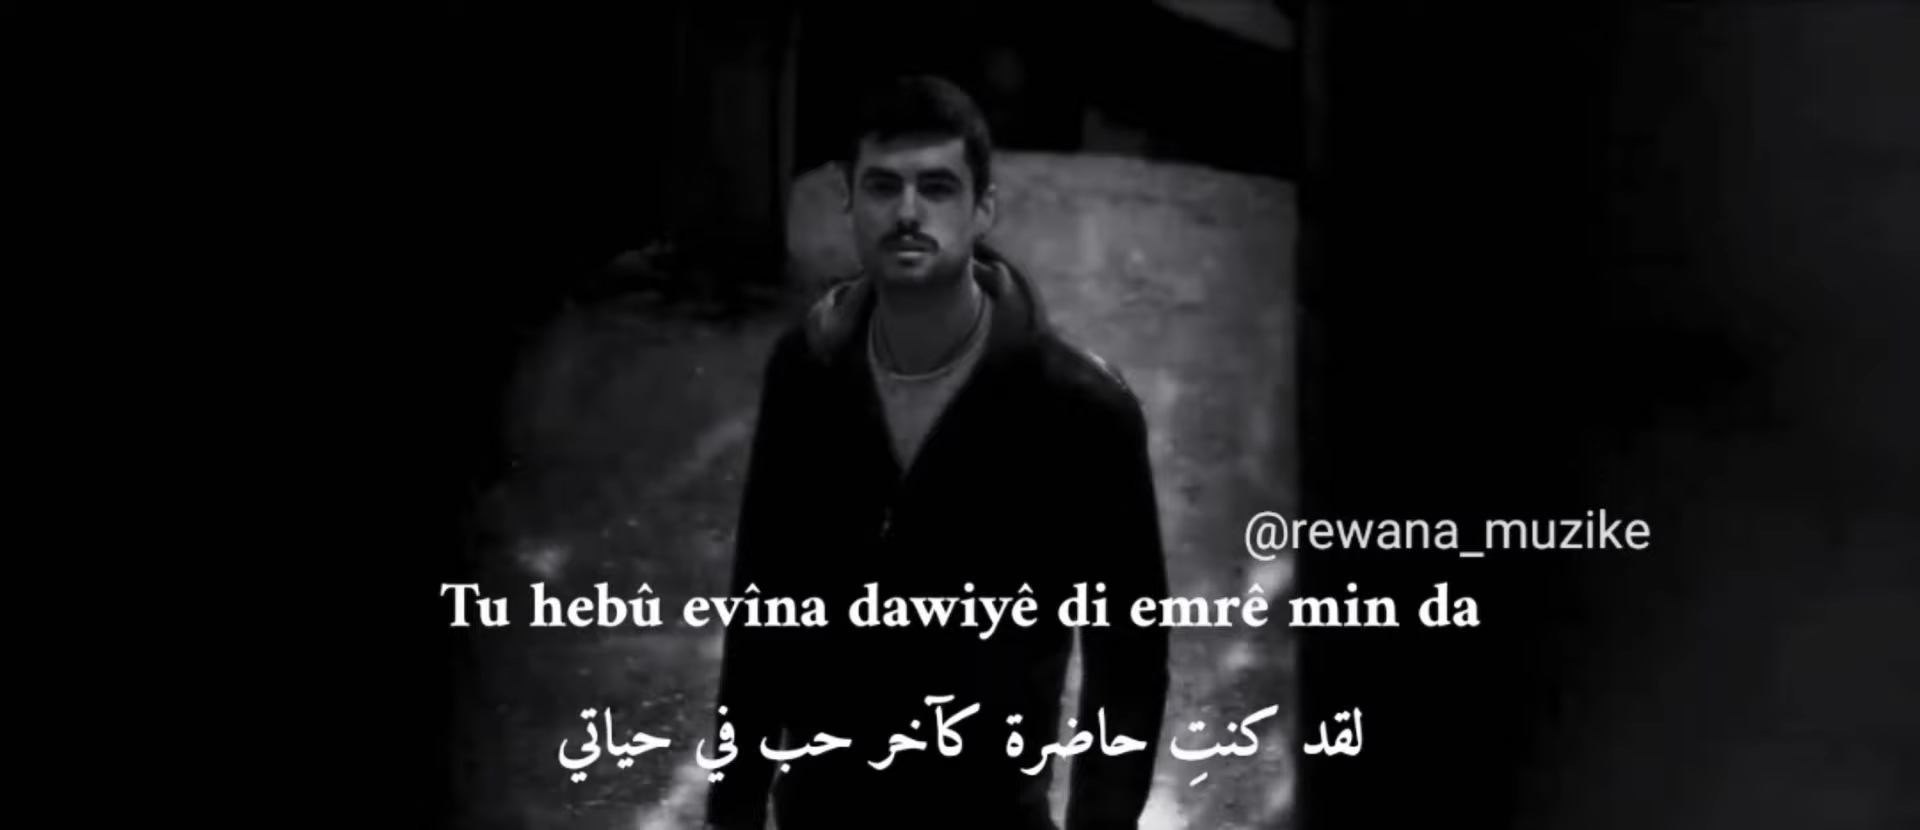 @rewana_muzike
Tu hebû evîna dawiyê di emrê min da
لقد كنتِ حاضرة كآخر حب في حياتي